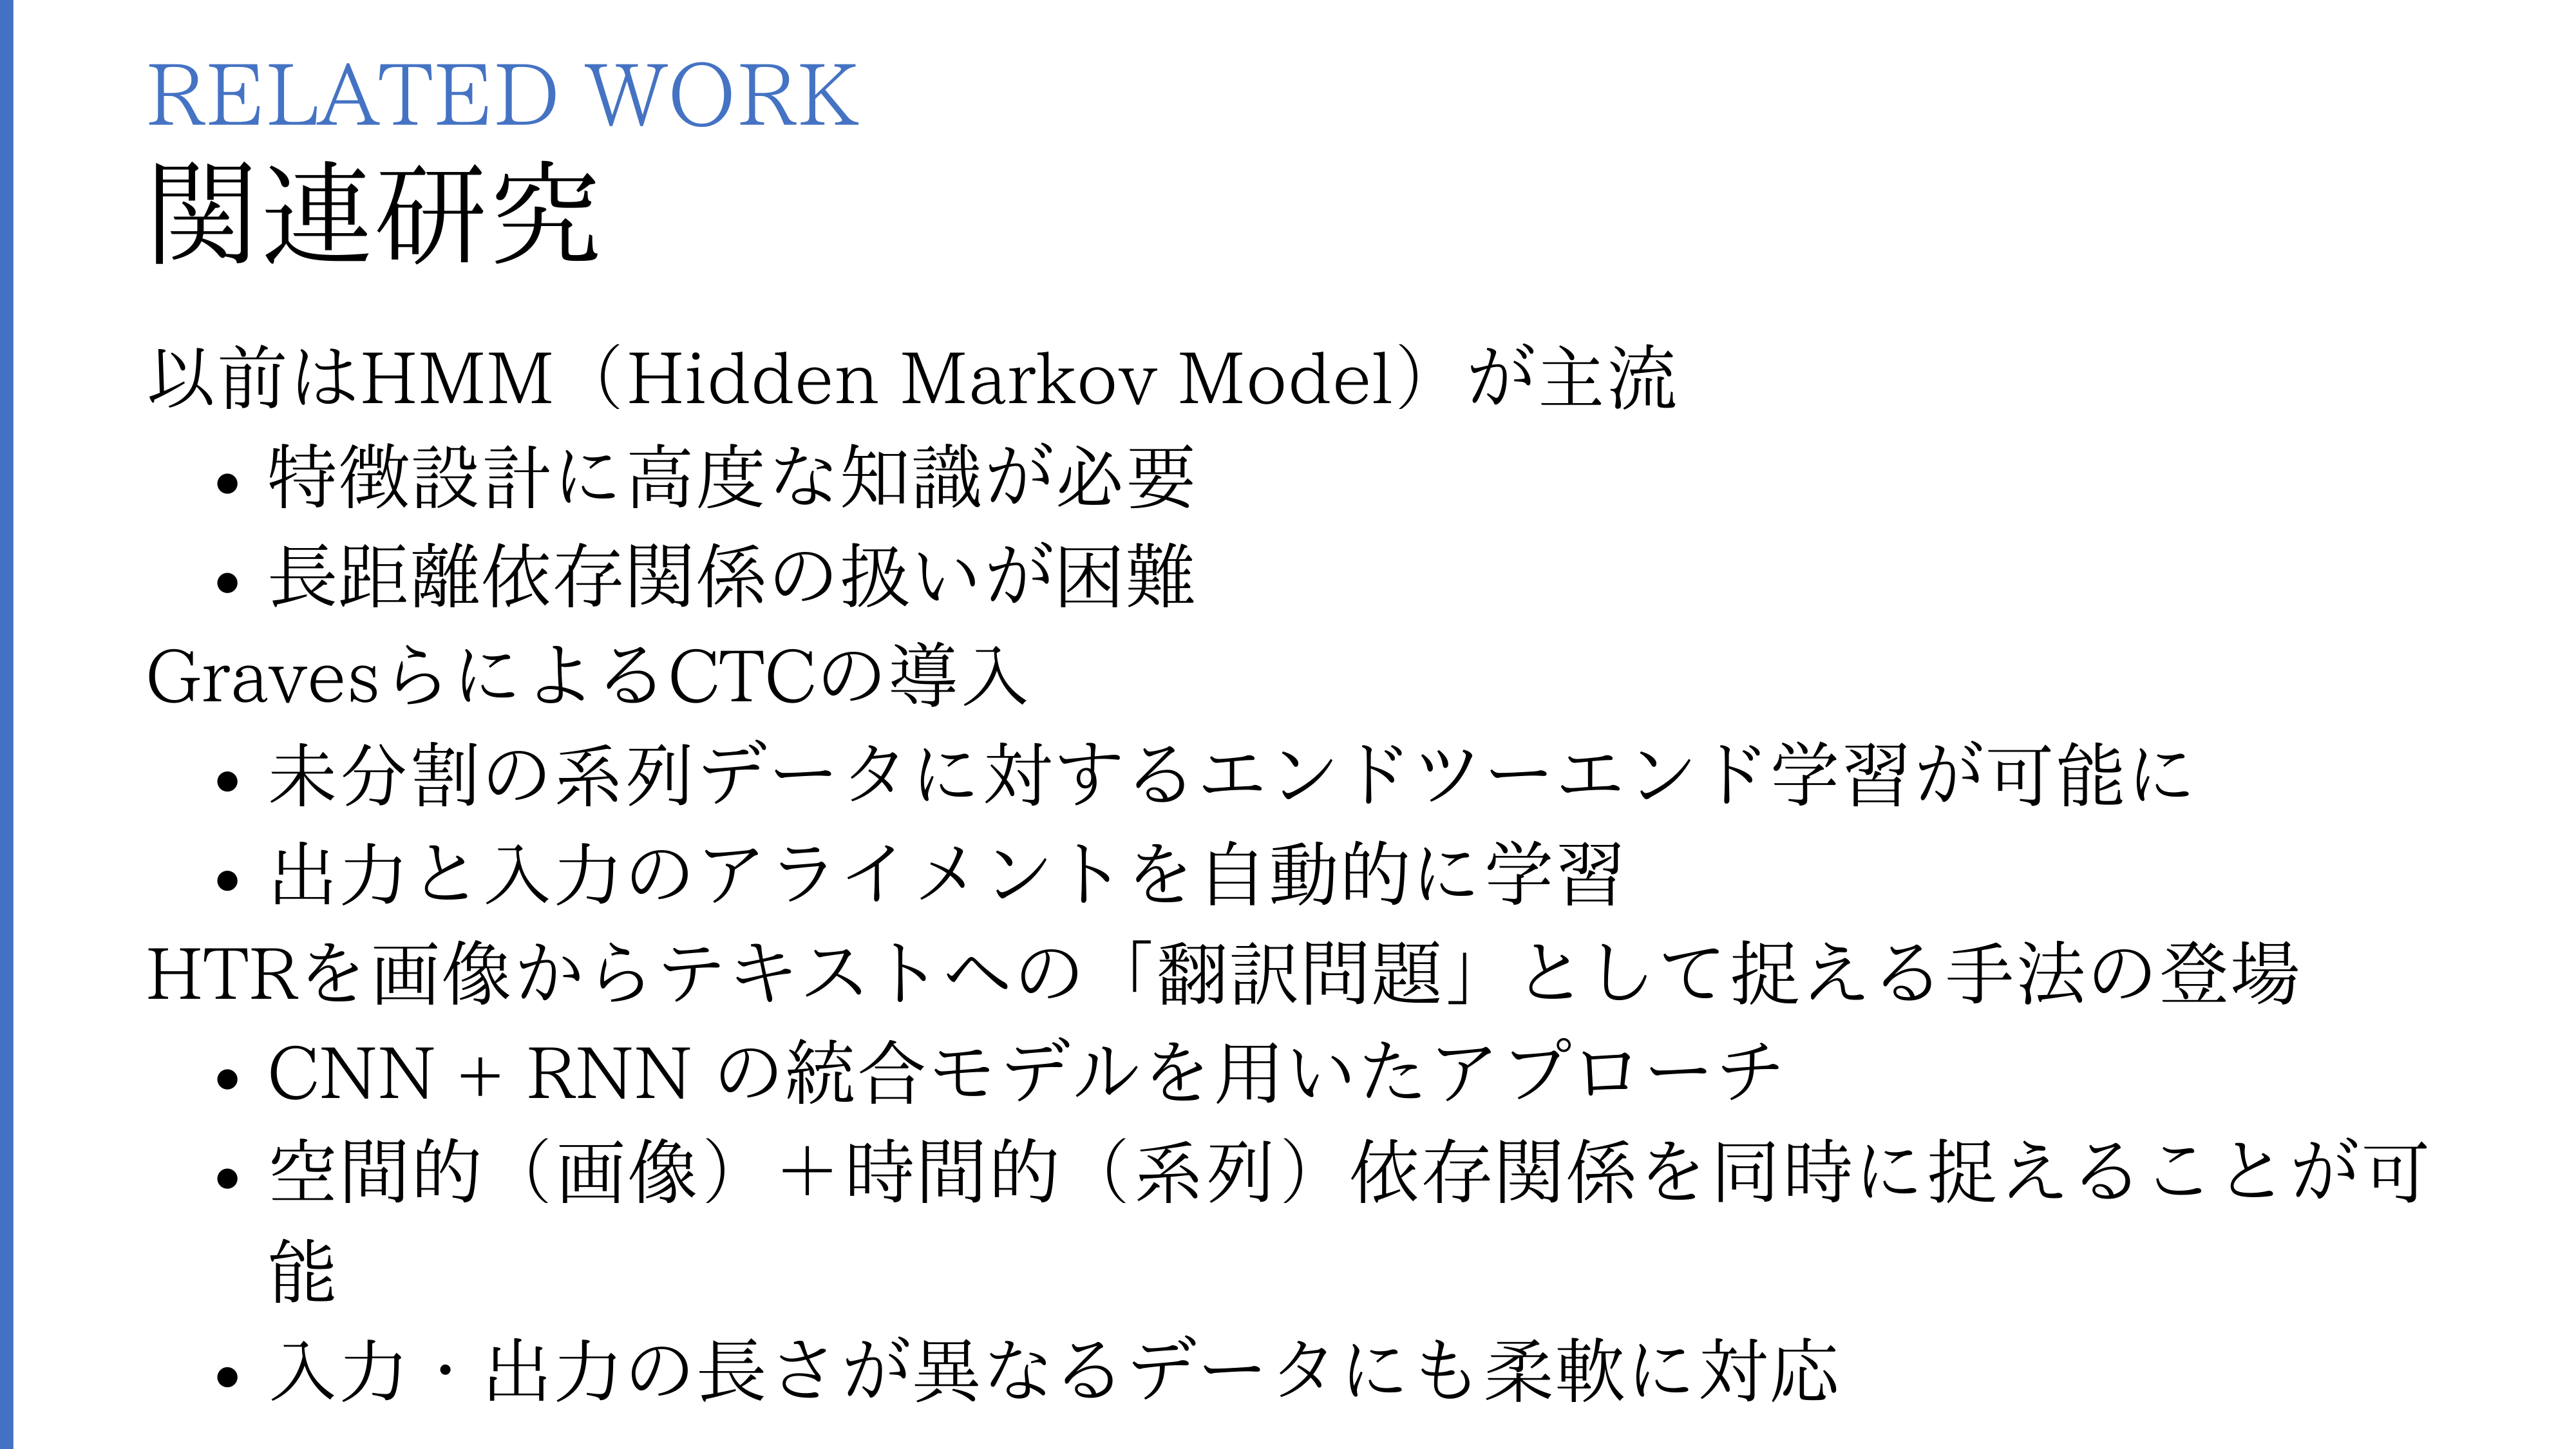 RELATED WORK
関連研究
以前はHMM（Hidden Markov Model）が主流
• 特徴設計に高度な知識が必要
• 長距離依存関係の扱いが困難
GravesらによるCTCの導入
• 未分割の系列データに対するエンドツーエンド学習が可能に
• 出力と入力のアライメントを自動的に学習
HTRを画像からテキストへの「翻訳問題」として捉える手法の登場
• CNN + RNN の統合モデルを用いたアプローチ
• 空間的（画像）＋時間的（系列）依存関係を同時に捉えることが可
能
• 入力・出力の長さが異なるデータにも柔軟に対応